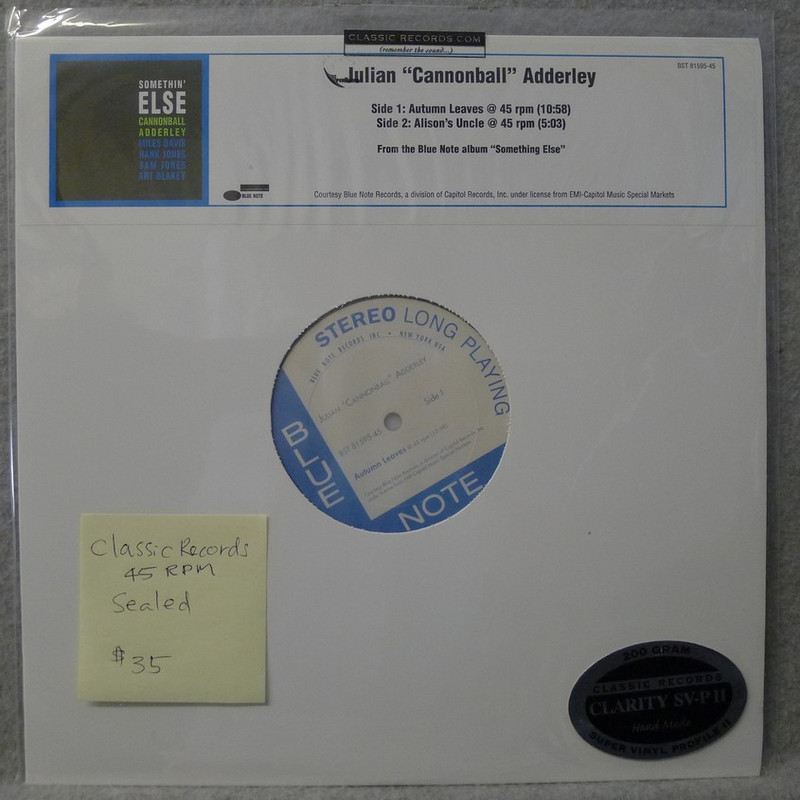 CLASSIC RECORDS.COM
(remember the sound...)
BST 81595-45
Julian "Cannonball" Adderley
Side 1: Autumn Leaves @ 45 rpm (10:58)
Side 2: Alison's Uncle @ 45 rpm (5:03)
From the Blue Note album "Something Else"
Courtesy Blue Note Records, a division of Capitol Records, Inc. under license from EMI-Capitol Music Special Markets
SOMETHIN'
ELSE
CANNONBALL
ADDERLEY
MILES DAVIS
HANK JONES
SAM JONES
ART BLAKEY
BLUE NOTE
STEREO LONG PLAYING
BLUE NOTE RECORDS INC. • NEW YORK USA
JULIAN "CANNONBALL" ADDERLEY
Side 1
BST 81595-45
Autumn Leaves @ 45 rpm (10:58)
BLUE
NOTE
Classic Records
45 RPM
Sealed
$35
200 GRAM
CLASSIC RECORDS
CLARITY SV-P II
Hand Made
SUPER VINYL PROFILE II